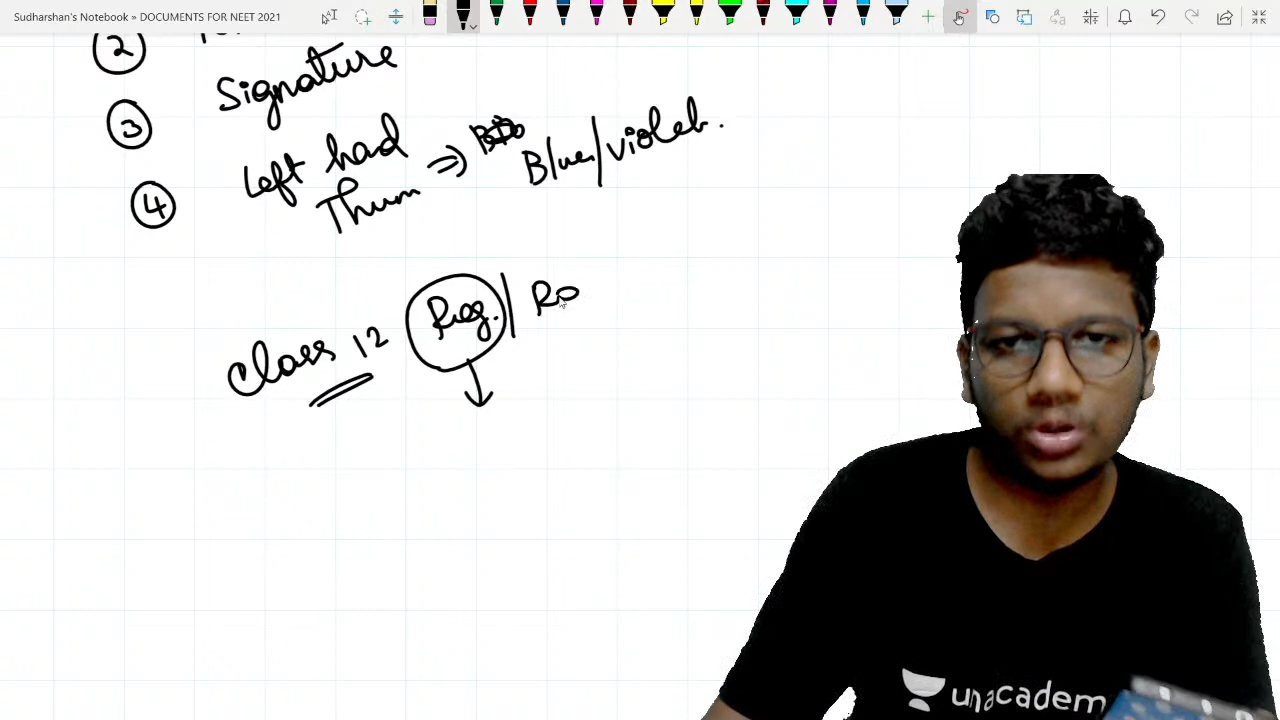 Sudharshan's Notebook » DOCUMENTS FOR NEET 2021
2
3 Signature
4 Left had
Thum ⇒ Blue/violet.
Class 12 Reg. | Ro
unacadem